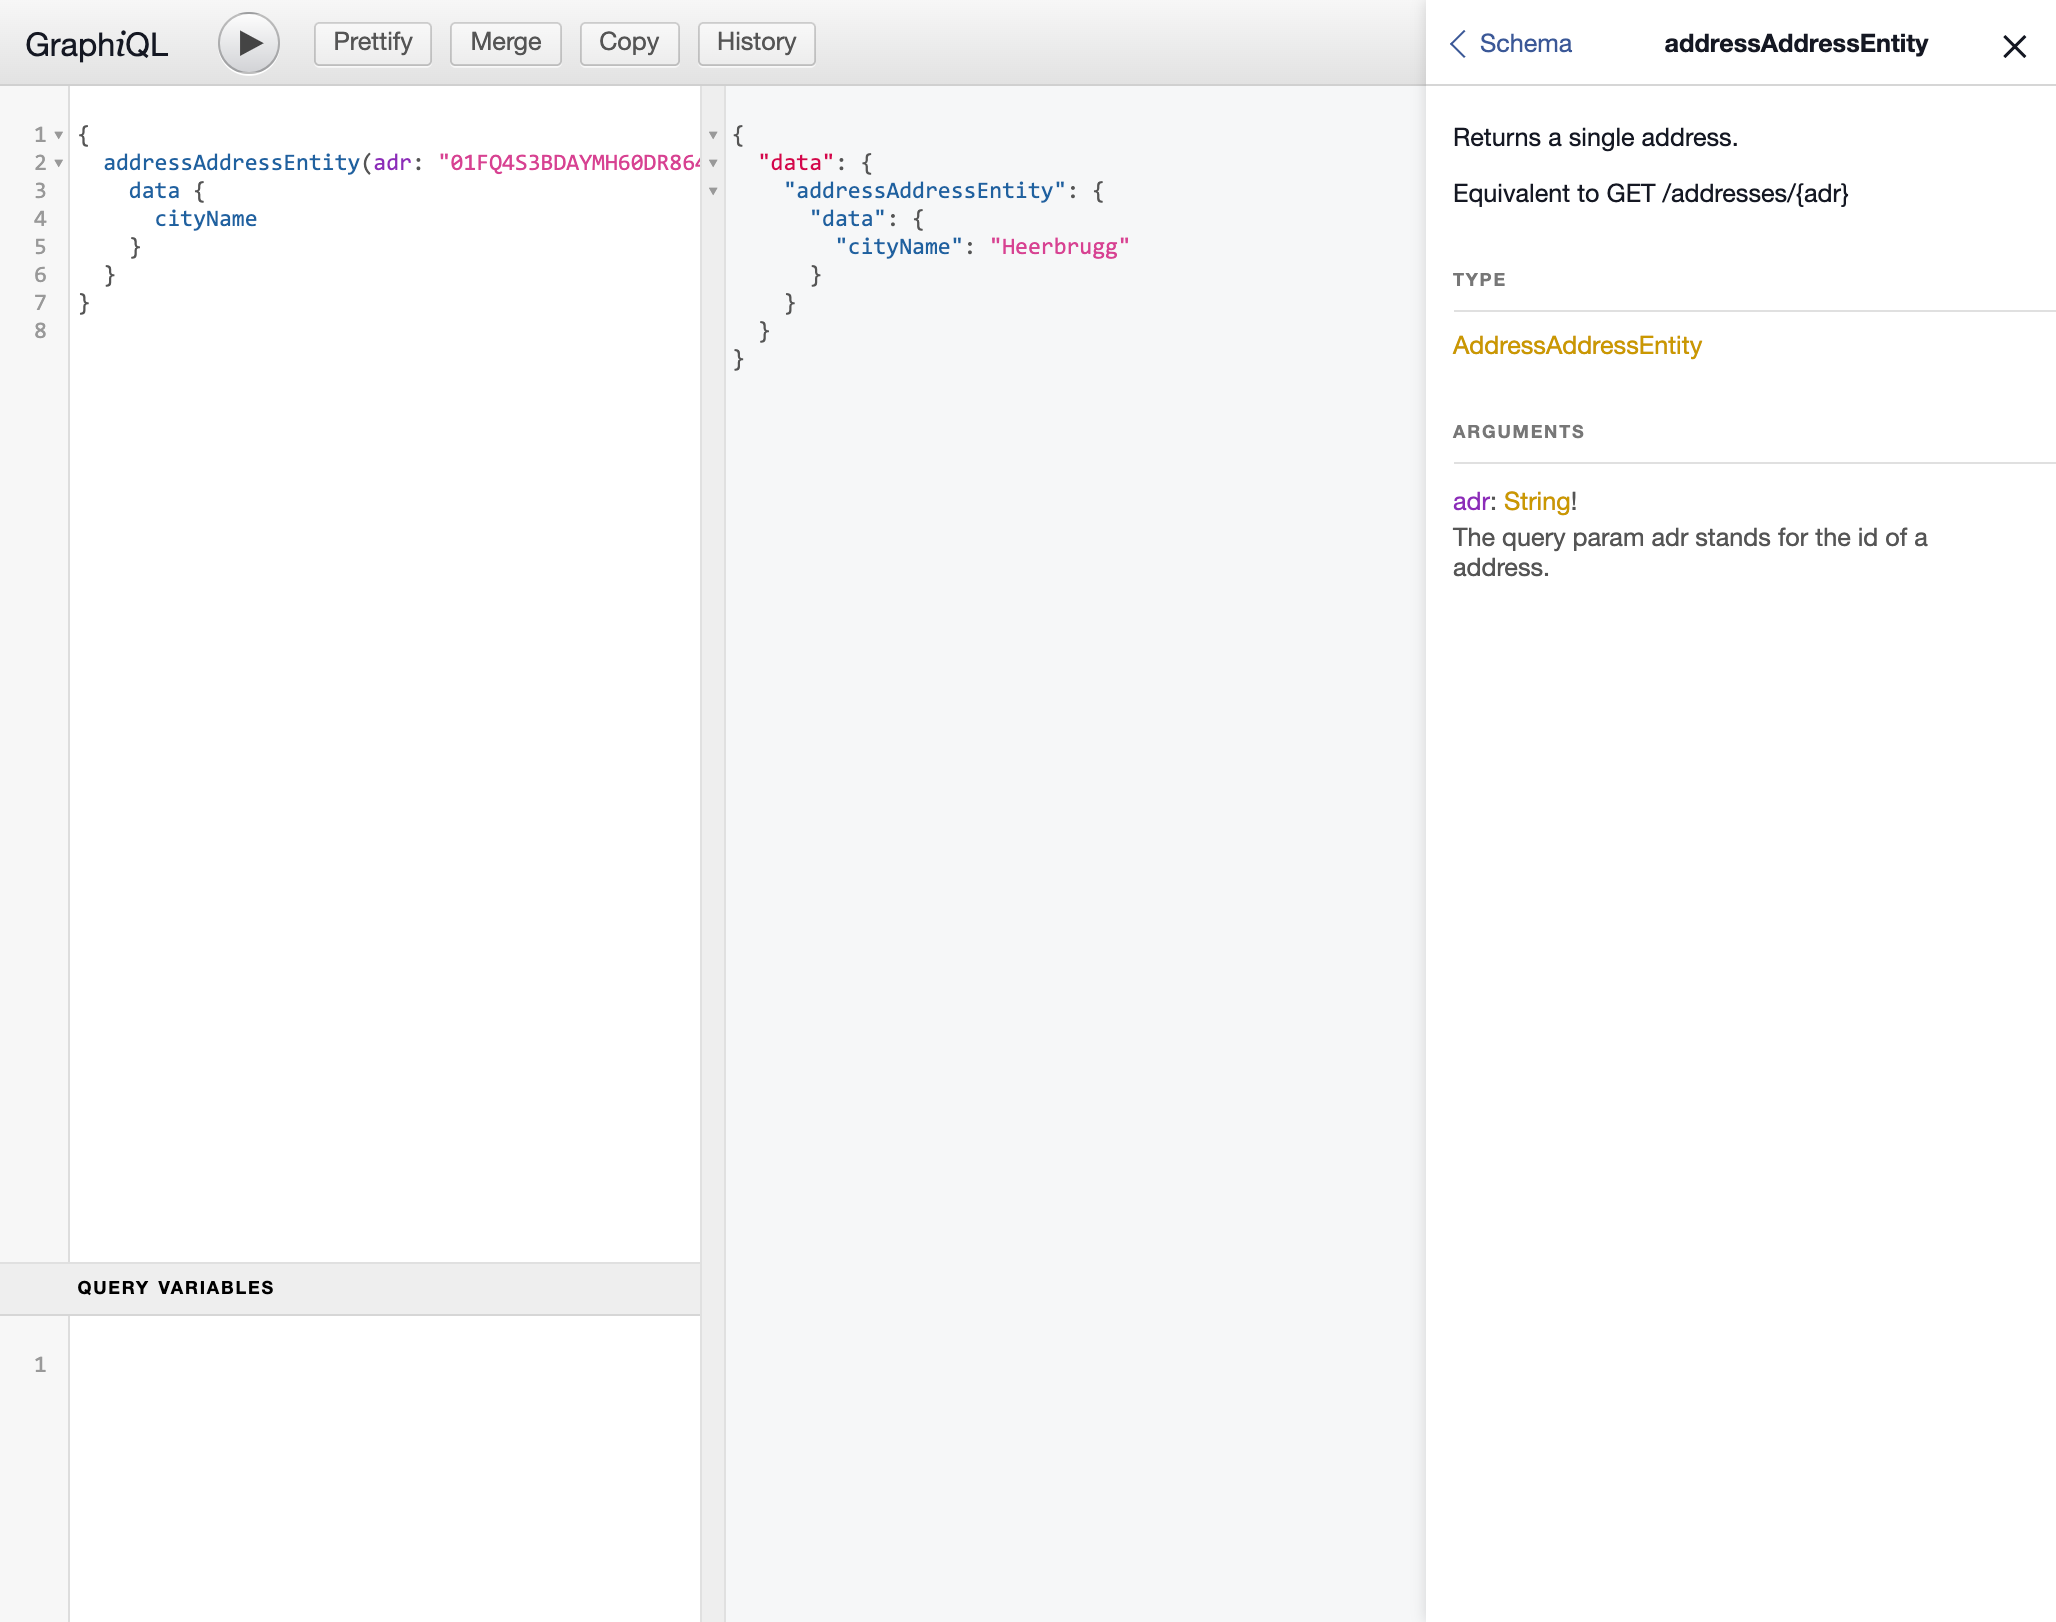 GraphiQL Prettify Merge Copy History
1 {
2 addressAddressEntity(adr: "01FQ4S3BDAYMH60DR864
3 data {
4 cityName
5 }
6 }
7 }
8
QUERY VARIABLES
1
{
"data": {
"addressAddressEntity": {
"data": {
"cityName": "Heerbrugg"
}
}
}
}
Schema addressAddressEntity
Returns a single address.
Equivalent to GET /addresses/{adr}
TYPE
AddressAddressEntity
ARGUMENTS
adr: String!
The query param adr stands for the id of a
address.